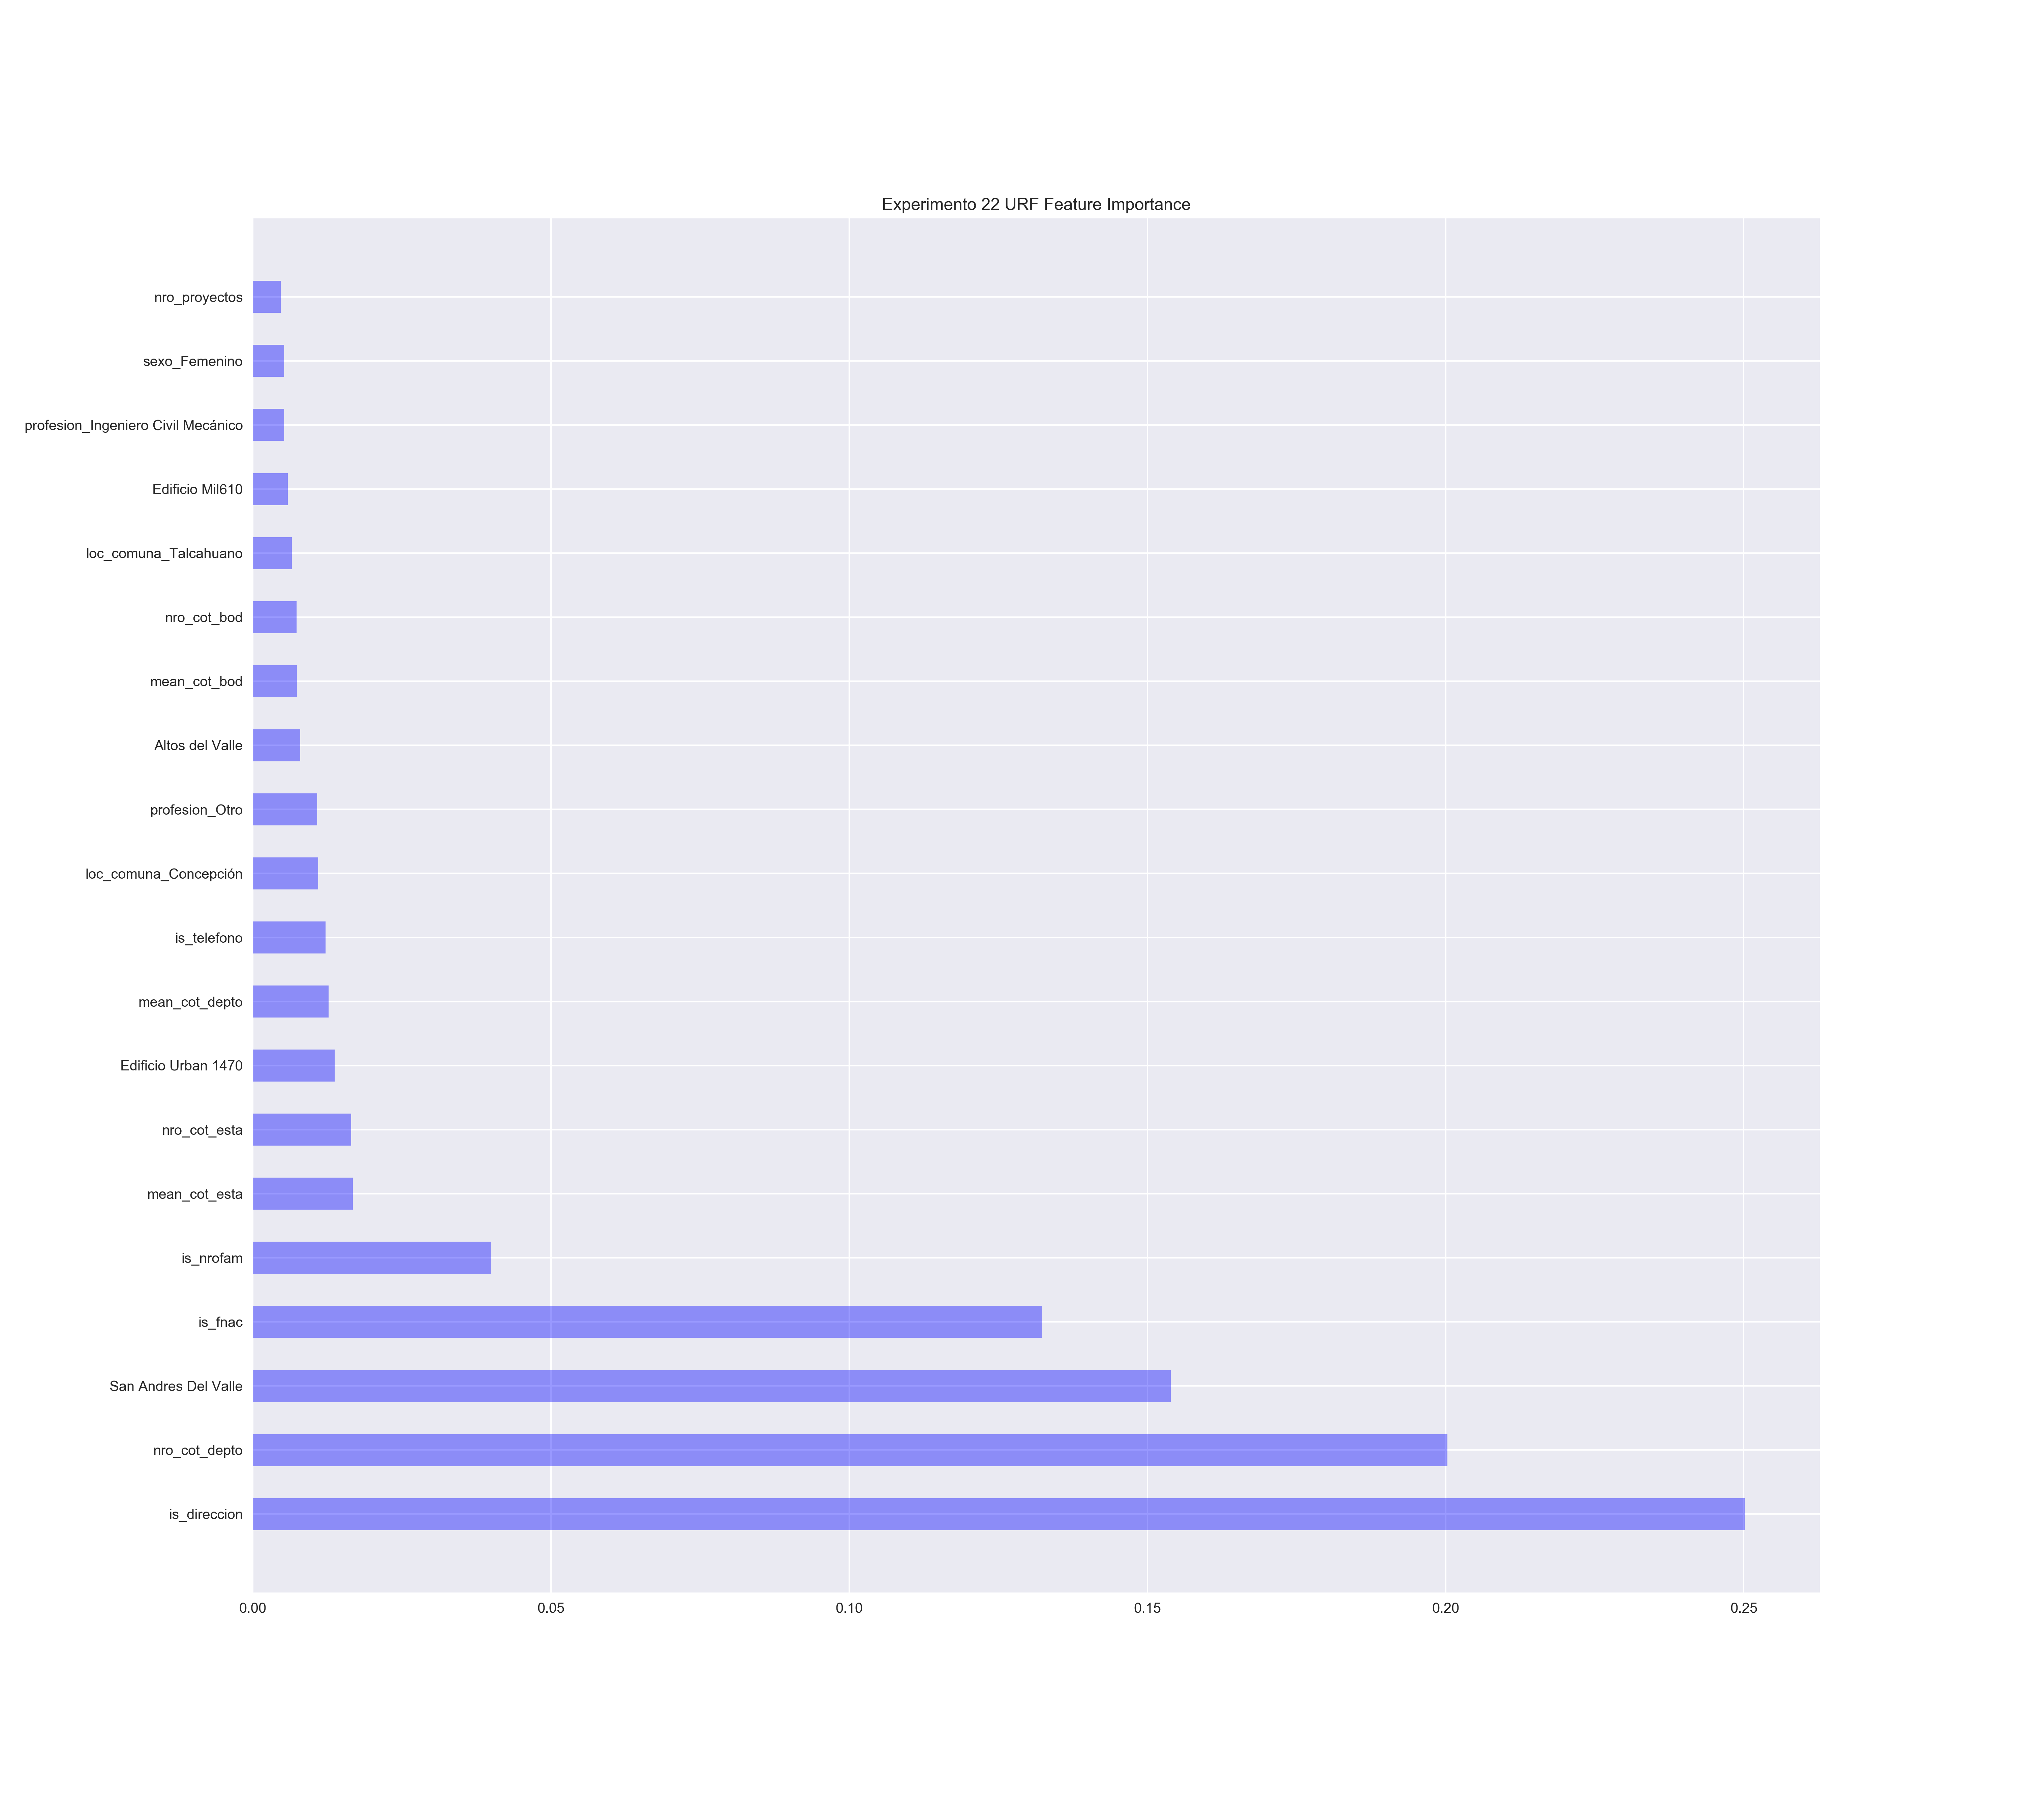 Experimento 22 URF Feature Importance
nro_proyectos
sexo_Femenino
profesion_Ingeniero Civil Mecánico
Edificio Mil610
loc_comuna_Talcahuano
nro_cot_bod
mean_cot_bod
Altos del Valle
profesion_Otro
loc_comuna_Concepción
is_telefono
mean_cot_depto
Edificio Urban 1470
nro_cot_esta
mean_cot_esta
is_nrofam
is_fnac
San Andres Del Valle
nro_cot_depto
is_direccion
0.00 0.05 0.10 0.15 0.20 0.25